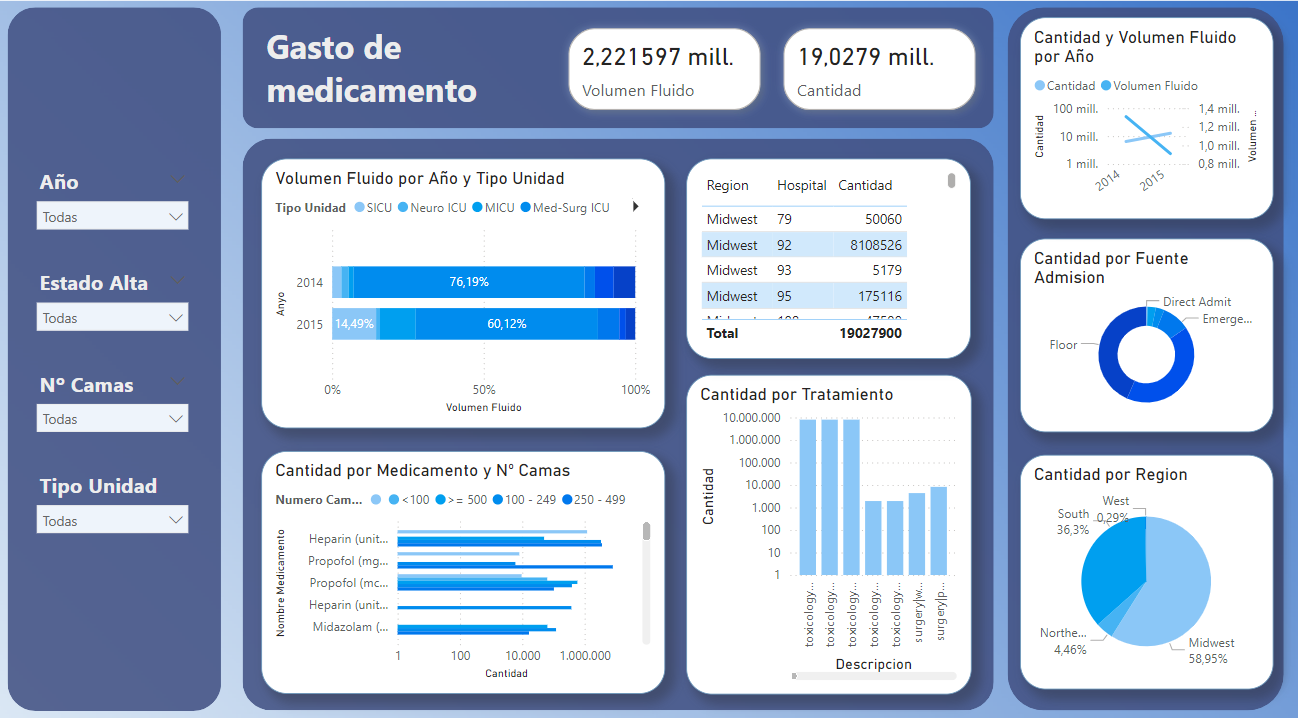 Año
Todas
Estado Alta
Todas
Nº Camas
Todas
Tipo Unidad
Todas
Gasto de
medicamento
2,221597 mill.
Volumen Fluido
19,0279 mill.
Cantidad
Volumen Fluido por Año y Tipo Unidad
Tipo Unidad SICU Neuro ICU MICU Med-Surg ICU
Anyo
2014 76,19%
2015 14,49% 60,12%
0% 50% 100%
Volumen Fluido
Cantidad por Medicamento y Nº Camas
Numero Cam... <100 >= 500 100 - 249 250 - 499
Nombre Medicamento
Heparin (unit...
Propofol (mg...
Propofol (mc...
Heparin (unit...
Midazolam (...
1 100 10.000 1.000.000
Cantidad
Region Hospital Cantidad
Midwest 79 50060
Midwest 92 8108526
Midwest 93 5179
Midwest 95 175116
Total 19027900
Cantidad por Tratamiento
Cantidad
10.000.000
1.000.000
100.000
10.000
1.000
100
10
1
toxicology...
toxicology...
toxicology...
toxicology...
toxicology...
surgery|w...
surgery|p...
Descripcion
Cantidad y Volumen Fluido
por Año
Cantidad Volumen Fluido
Cantidad
100 mill.
10 mill.
1 mill.
1,4 mill.
1,2 mill.
1,0 mill.
0,8 mill.
Volumen ...
2014 2015
Cantidad por Fuente
Admision
Direct Admit
Emerge...
Floor
Cantidad por Region
West
0,29%
South
36,3%
Northe...
4,46%
Midwest
58,95%